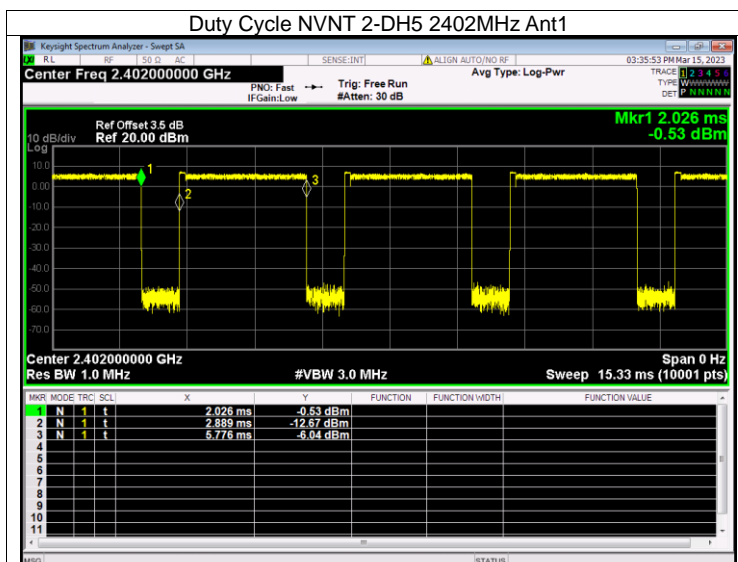 Duty Cycle NVNT 2-DH5 2402MHz Ant1
Keysight Spectrum Analyzer - Swept SA
RL RF 50 Ω AC SENSE:INT ALIGN AUTO/NO RF 03:35:53 PM Mar 15, 2023
Center Freq 2.402000000 GHz Avg Type: Log-Pwr TRACE 1 2 3 4 5 6
PNO: Fast Trig: Free Run TYPE WWWWWW
IFGain:Low #Atten: 30 dB DET P N N N N N
Mkr1 2.026 ms
Ref Offset 3.5 dB
10 dB/div Ref 20.00 dBm -0.53 dBm
Log
10.0
0.00
-10.0
-20.0
-30.0
-40.0
-50.0
-60.0
-70.0
1
2
3
Center 2.402000000 GHz Span 0 Hz
Res BW 1.0 MHz #VBW 3.0 MHz Sweep 15.33 ms (10001 pts)
MKR MODE TRC SCL X Y FUNCTION FUNCTION WIDTH FUNCTION VALUE
1 N 1 t 2.026 ms -0.53 dBm
2 N 1 t 2.889 ms -12.67 dBm
3 N 1 t 5.776 ms -6.04 dBm
4
5
6
7
8
9
10
11
MSG STATUS